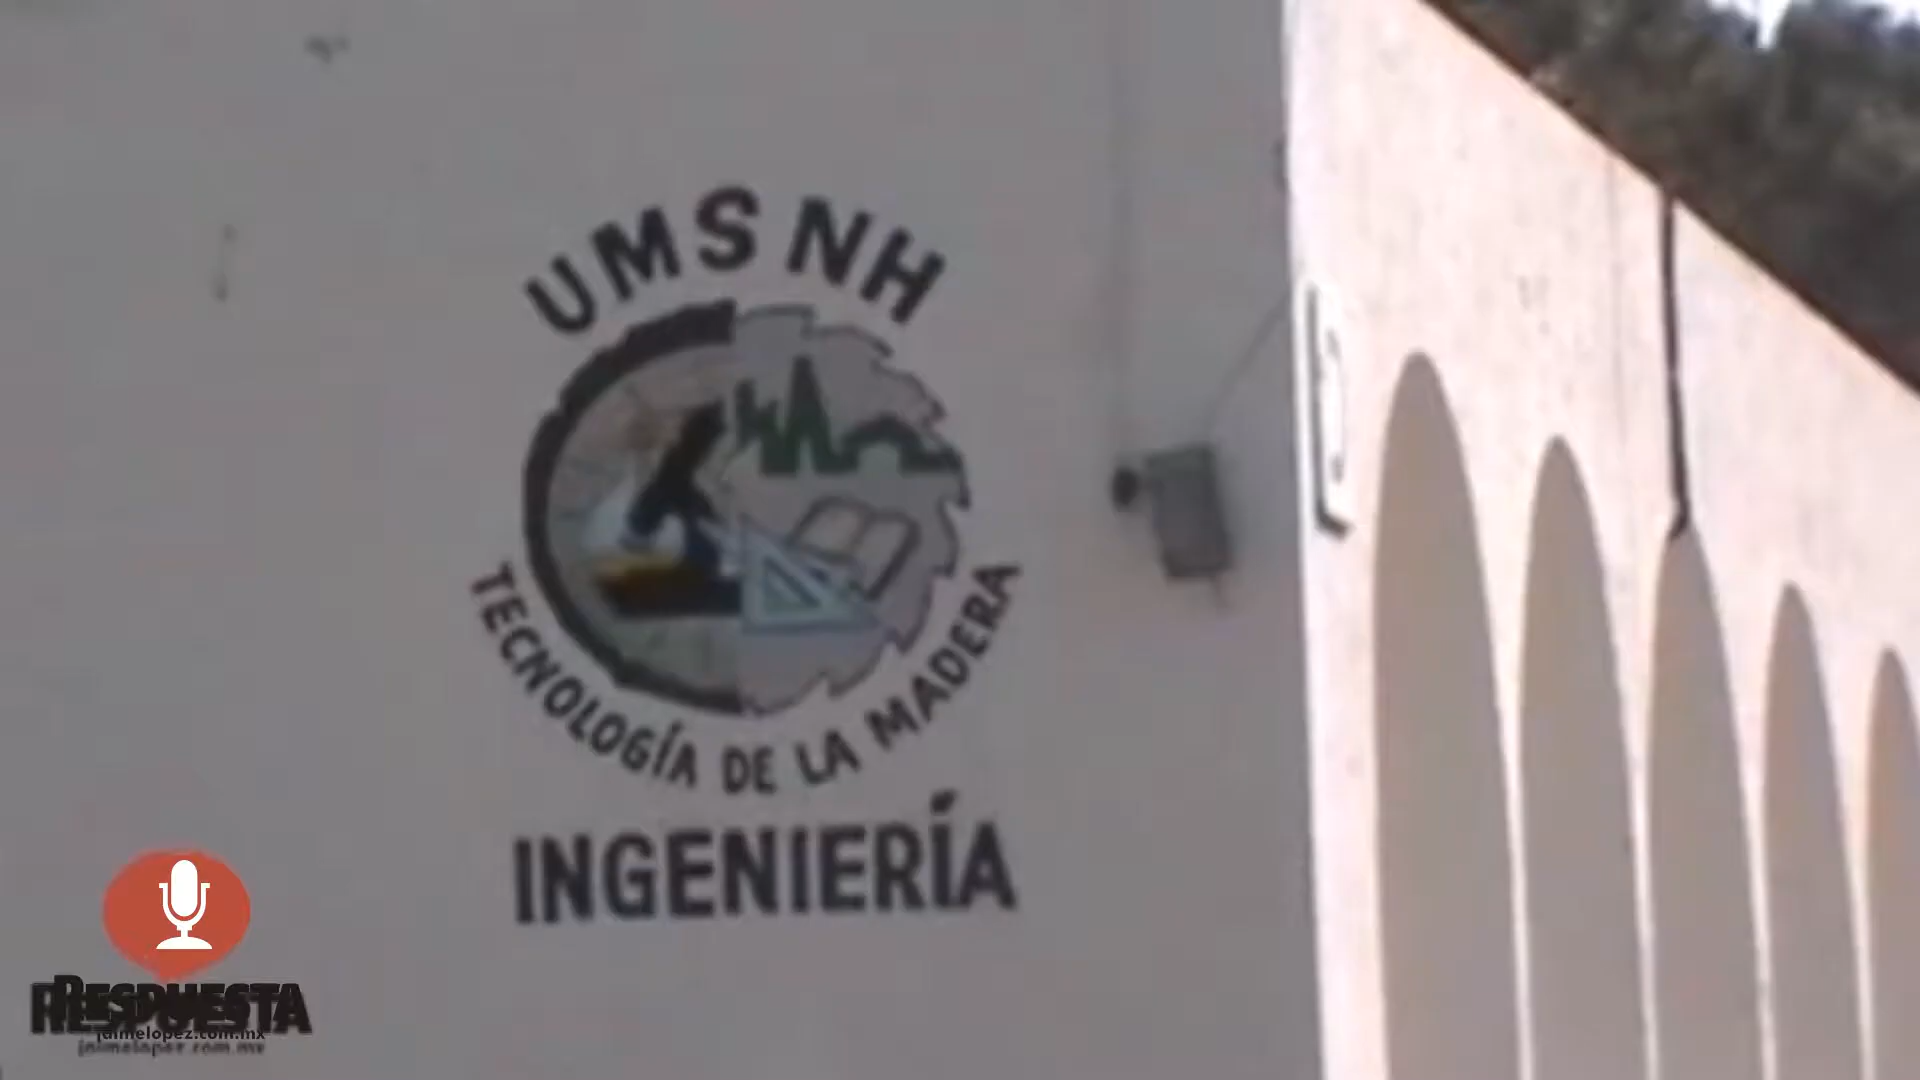 UMSNH
TECNOLOGÍA DE LA MADERA
INGENIERÍA
RESPUESTA
jaimelopez.com.mx